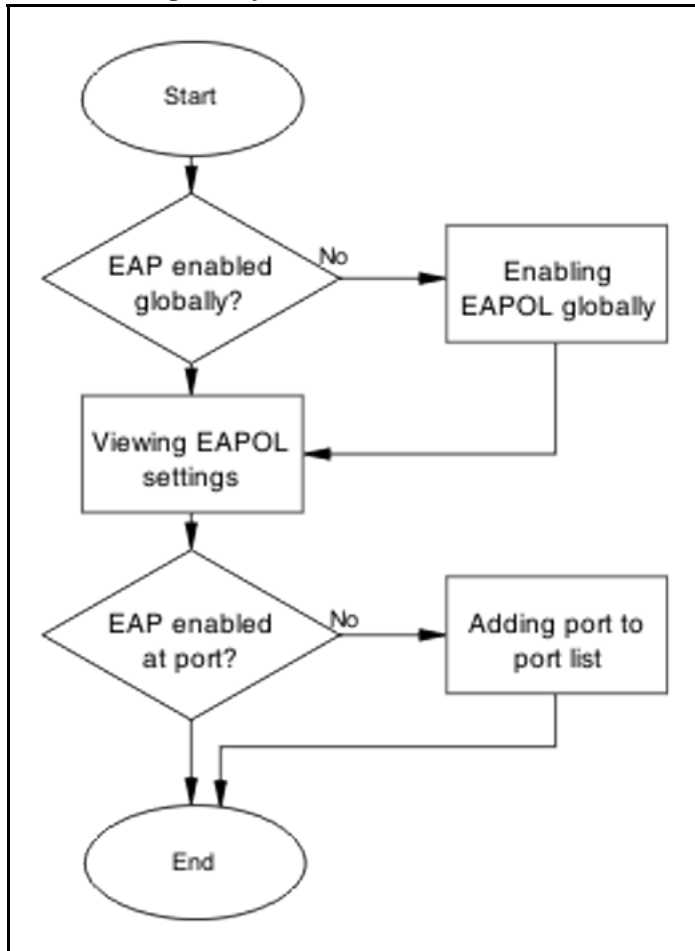 Start
EAP enabled
globally?
No
Enabling
EAPOL globally
Viewing EAPOL
settings
EAP enabled
at port?
No
Adding port to
port list
End